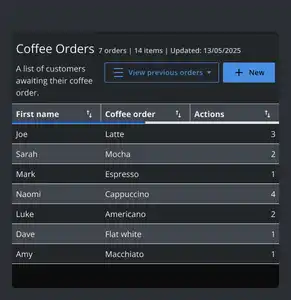 Coffee Orders 7 orders | 14 items | Updated: 13/05/2025
A list of customers
awaiting their coffee
order.
View previous orders
+ New
First name Coffee order Actions
Joe Latte 3
Sarah Mocha 2
Mark Espresso 1
Naomi Cappuccino 4
Luke Americano 2
Dave Flat white 1
Amy Macchiato 1